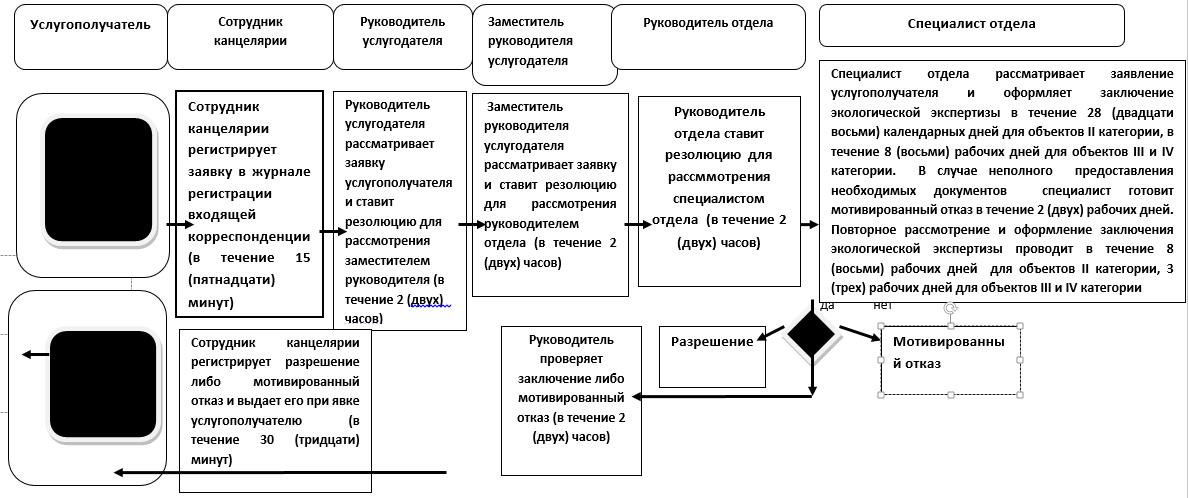 Услугополучатель
Сотрудник
канцелярии
Руководитель
услугодателя
Заместитель
руководителя
услугодателя
Руководитель отдела
Специалист отдела
Сотрудник
канцелярии
регистрирует
заявку в журнале
регистрации
входящей
корреспонденции
(в течение 15
(пятнадцати)
минут)
Руководитель
услугодателя
рассматривает
заявку
услугополучателя
и ставит
резолюцию для
рассмотрения
заместителем
руководителя (в
течение 2 (двух)
часов)
Заместитель
руководителя
услугодателя
рассматривает заявку
и ставит резолюцию
для рассмотрения
руководителем
отдела (в течение 2
(двух) часов)
Руководитель
отдела ставит
резолюцию для
рассммотрения
специалистом
отдела (в течение 2
(двух) часов)
Специалист отдела рассматривает заявление
услугополучателя и оформляет заключение
экологической экспертизы в течение 28 (двадцати
восьми) календарных дней для объектов II категории, в
течение 8 (восьми) рабочих дней для объектов III и IV
категории. В случае неполного предоставления
необходимых документов специалист готовит
мотивированный отказ в течение 2 (двух) рабочих дней.
Повторное рассмотрение и оформление заключения
экологической экспертизы проводит в течение 8
(восьми) рабочих дней для объектов II категории, 3
(трех) рабочих дней для объектов III и IV категории
да нет
Сотрудник канцелярии
регистрирует разрешение
либо мотивированный
отказ и выдает его при явке
услугополучателю (в
течение 30 (тридцати)
минут)
Руководитель
проверяет
заключение либо
мотивированный
отказ (в течение 2
(двух) часов)
Разрешение
Мотивированны
й отказ